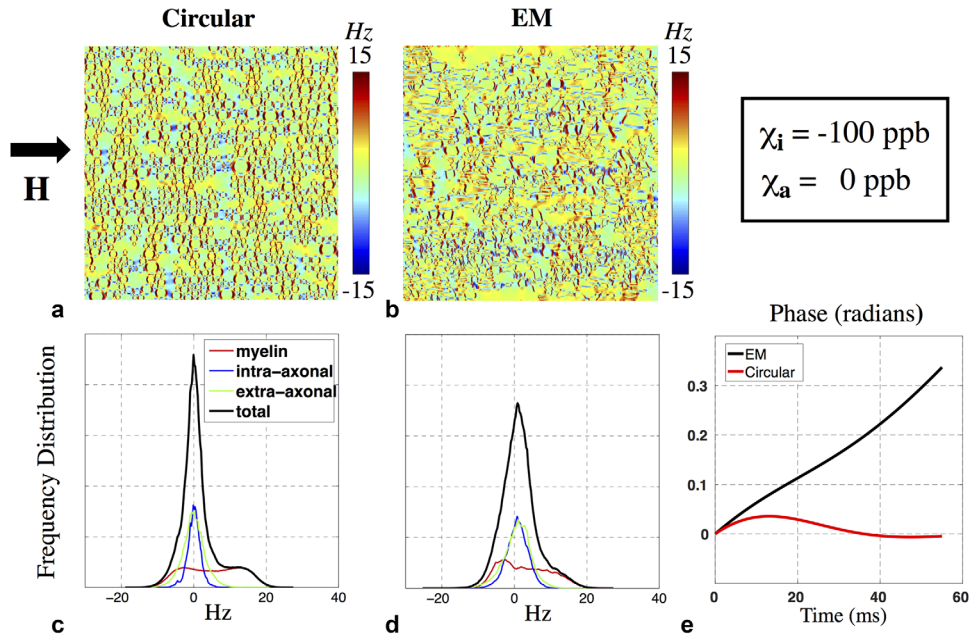 Circular
EM
Hz
15
-15
Hz
15
-15
H
χi = -100 ppb
χa = 0 ppb
a
b
Frequency Distribution
myelin
intra-axonal
extra-axonal
total
-20 0 20 40
Hz
c
-20 0 20 40
Hz
d
Phase (radians)
EM
Circular
0.3
0.2
0.1
0
0 20 40 60
Time (ms)
e